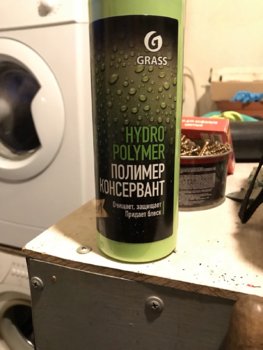 GRASS
HYDRO
POLYMER
ПОЛИМЕР
КОНСЕРВАНТ
Очищает, защищает
Придает блеск